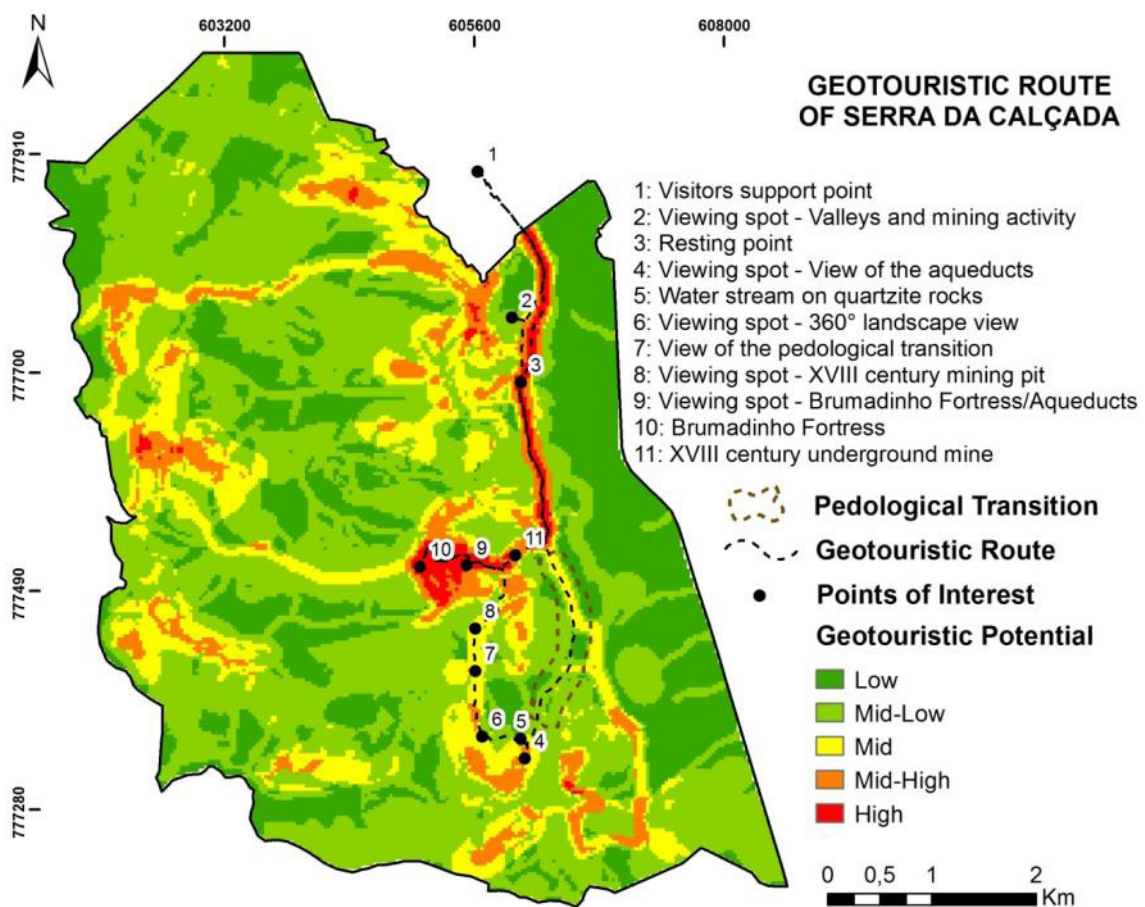 N
603200
605600
608000
GEOTOURISTIC ROUTE
OF SERRA DA CALÇADA
777910
777700
777490
777280
1
2
3
10
9
11
8
7
6
5
4
1: Visitors support point
2: Viewing spot - Valleys and mining activity
3: Resting point
4: Viewing spot - View of the aqueducts
5: Water stream on quartzite rocks
6: Viewing spot - 360° landscape view
7: View of the pedological transition
8: Viewing spot - XVIII century mining pit
9: Viewing spot - Brumadinho Fortress/Aqueducts
10: Brumadinho Fortress
11: XVIII century underground mine
Pedological Transition
Geotouristic Route
Points of Interest
Geotouristic Potential
Low
Mid-Low
Mid
Mid-High
High
0 0,5 1 2
Km